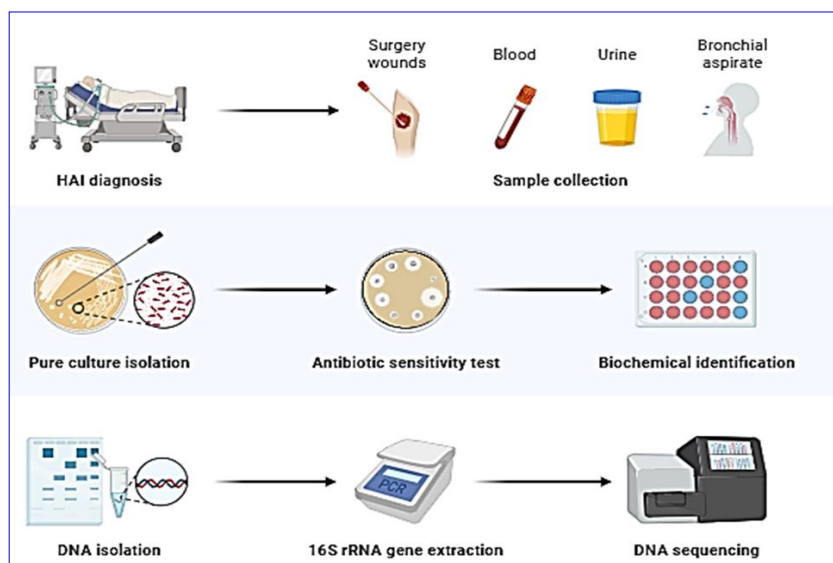 Surgery
wounds
Blood
Urine
Bronchial
aspirate
HAI diagnosis
Sample collection
Pure culture isolation
Antibiotic sensitivity test
Biochemical identification
PCR
DNA isolation
16S rRNA gene extraction
DNA sequencing